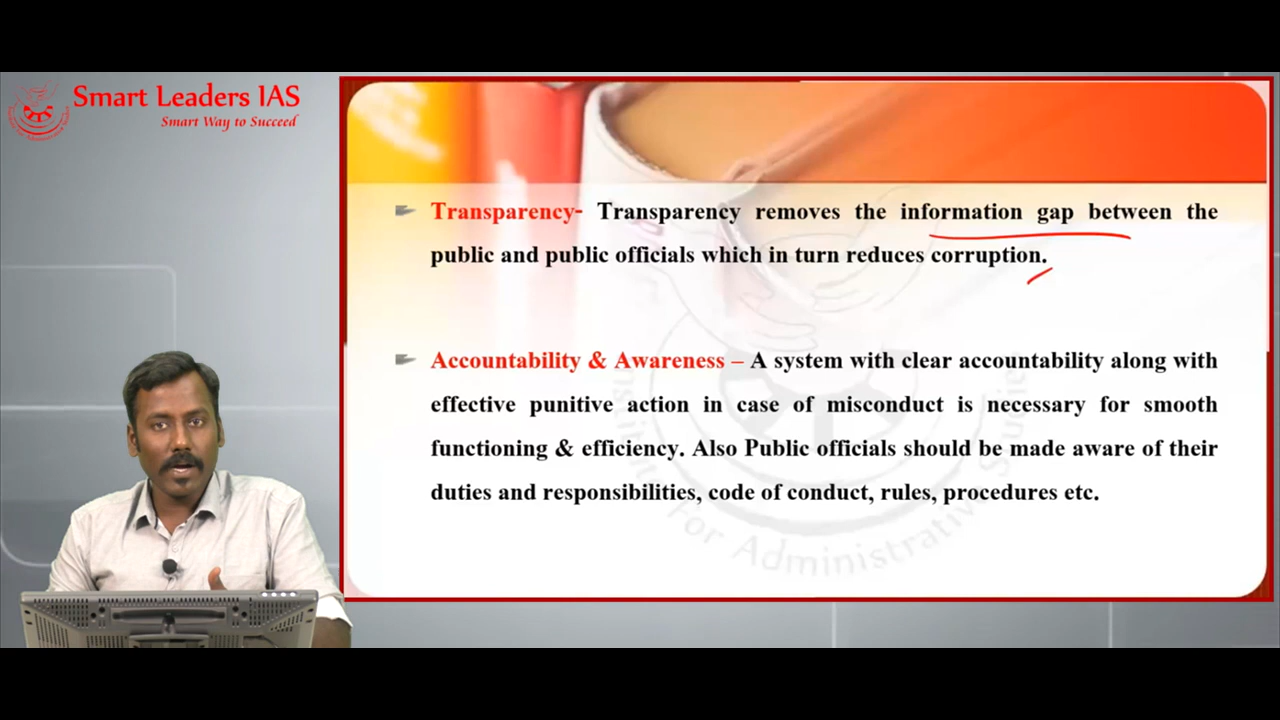 Smart Leaders IAS
Smart Way to Succeed
Transparency- Transparency removes the information gap between the
public and public officials which in turn reduces corruption.
Accountability & Awareness – A system with clear accountability along with
effective punitive action in case of misconduct is necessary for smooth
functioning & efficiency. Also Public officials should be made aware of their
duties and responsibilities, code of conduct, rules, procedures etc.
For Administrative